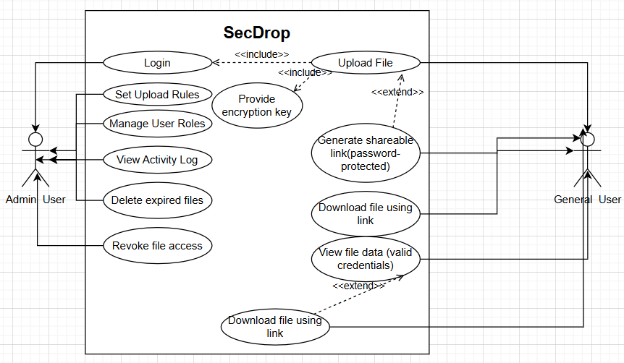 SecDrop
Login
<<include>>
Upload File
<<include>>
Set Upload Rules
Provide
encryption key
<<extend>>
Manage User Roles
Generate shareable
link(password-
protected)
View Activity Log
Admin User
General User
Delete expired files
Download file using
link
Revoke file access
View file data (valid
credentials)
<<extend>>
Download file using
link